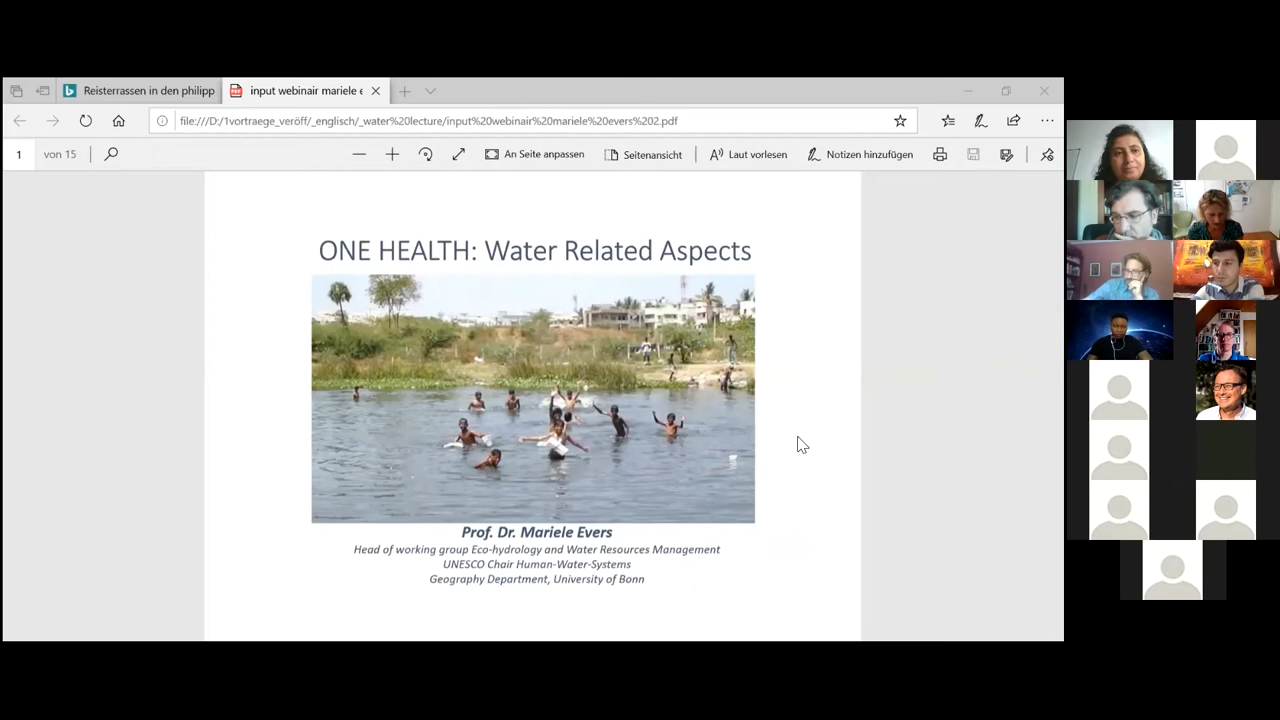 Reisterrassen in den philipp
input webinair mariele e
file:///D:/1vortraege_veröff/_englisch/_water%20lecture/input%20webinair%20mariele%20evers%202.pdf
1 von 15
An Seite anpassen
Seitenansicht
Laut vorlesen
Notizen hinzufügen
ONE HEALTH: Water Related Aspects
Prof. Dr. Mariele Evers
Head of working group Eco-hydrology and Water Resources Management
UNESCO Chair Human-Water-Systems
Geography Department, University of Bonn